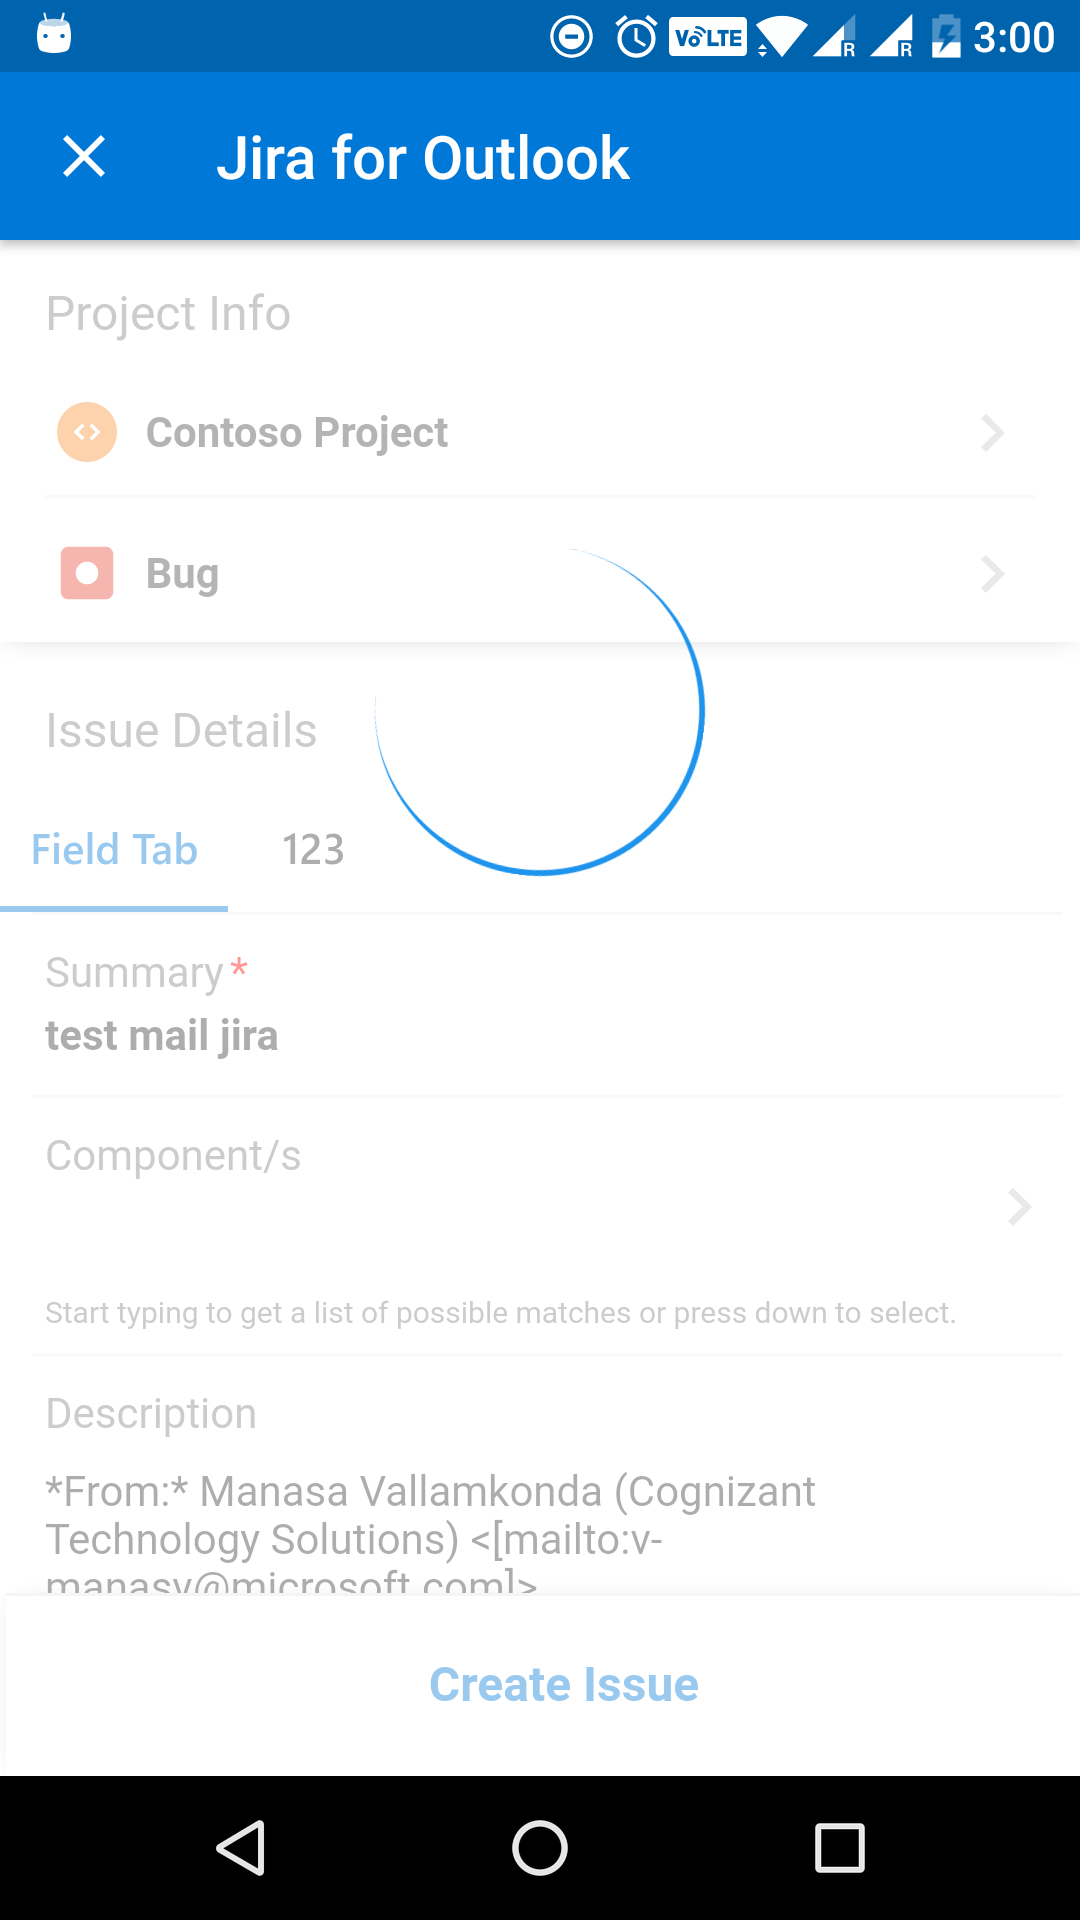 VoLTE R R 3:00
Jira for Outlook
Project Info
Contoso Project
Bug
Issue Details
Field Tab 123
Summary *
test mail jira
Component/s
Start typing to get a list of possible matches or press down to select.
Description
*From:* Manasa Vallamkonda (Cognizant
Technology Solutions) <[mailto:v-
manasv@microsoft.com]>
Create Issue